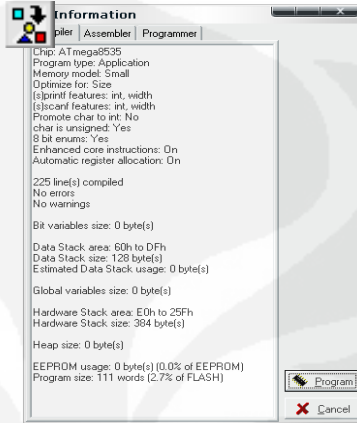 Information
piler Assembler Programmer
Chip: ATmega8535
Program type: Application
Memory model: Small
Optimize for: Size
(s)printf features: int, width
(s)scanf features: int, width
Promote char to int: No
char is unsigned: Yes
8 bit enums: Yes
Enhanced core instructions: On
Automatic register allocation: On
225 line(s) compiled
No errors
No warnings
Bit variables size: 0 byte(s)
Data Stack area: 60h to DFh
Data Stack size: 128 byte(s)
Estimated Data Stack usage: 0 byte(s)
Global variables size: 0 byte(s)
Hardware Stack area: E0h to 25Fh
Hardware Stack size: 384 byte(s)
Heap size: 0 byte(s)
EEPROM usage: 0 byte(s) (0.0% of EEPROM)
Program size: 111 words (2.7% of FLASH)
Program
Cancel